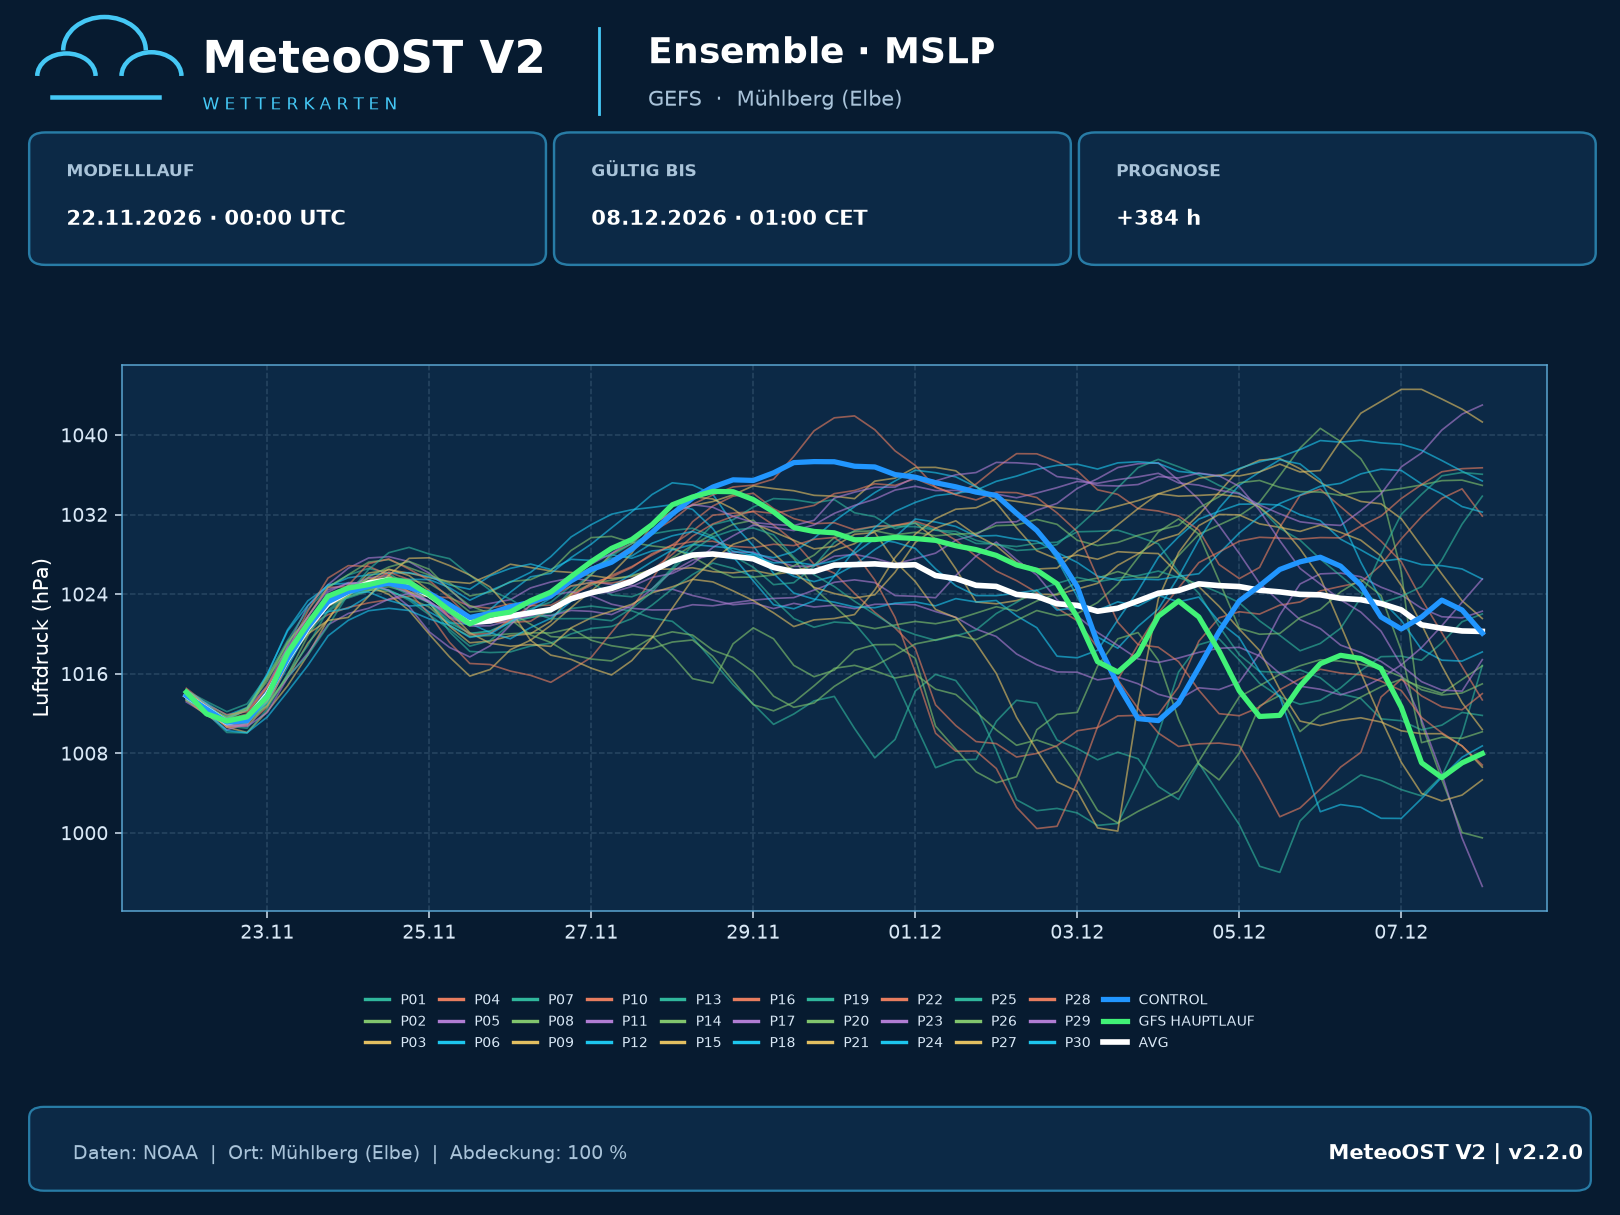 MeteoOST V2
WETTERKARTEN
Ensemble · MSLP
GEFS · Mühlberg (Elbe)
MODELLLAUF
22.11.2026 · 00:00 UTC
GÜLTIG BIS
08.12.2026 · 01:00 CET
PROGNOSE
+384 h
Luftdruck (hPa)
1040
1032
1024
1016
1008
1000
23.11 25.11 27.11 29.11 01.12 03.12 05.12 07.12
P01 P04 P07 P10 P13 P16 P19 P22 P25 P28 CONTROL
P02 P05 P08 P11 P14 P17 P20 P23 P26 P29 GFS HAUPTLAUF
P03 P06 P09 P12 P15 P18 P21 P24 P27 P30 AVG
Daten: NOAA | Ort: Mühlberg (Elbe) | Abdeckung: 100 %
MeteoOST V2 | v2.2.0